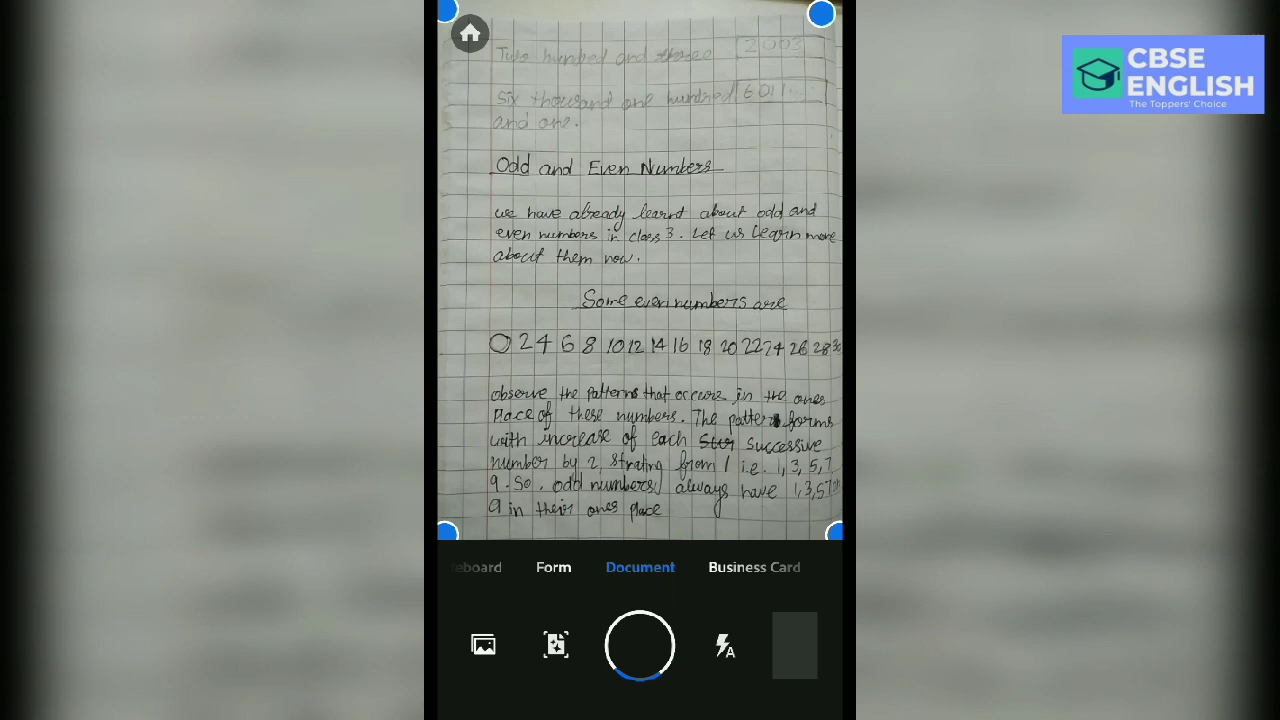 CBSE
ENGLISH
The Toppers' Choice
Two hundred and three 2003
Six thousand one hundred 6011
and one.
Odd and Even Numbers
we have already learnt about odd and
even numbers in class 3. Let us learn more
about them now.
Some even numbers are
0 2 4 6 8 10 12 14 16 18 20 22 24 26 28 30
observe the patterns that occure in the ones
Place of these numbers. The patter forms
with increase of each successive
number by 2, strating from 1 i.e. 1, 3, 5, 7
9. So. odd numbers always have 1,3,5,7
9 in their ones place
eboard Form Document Business Card
A